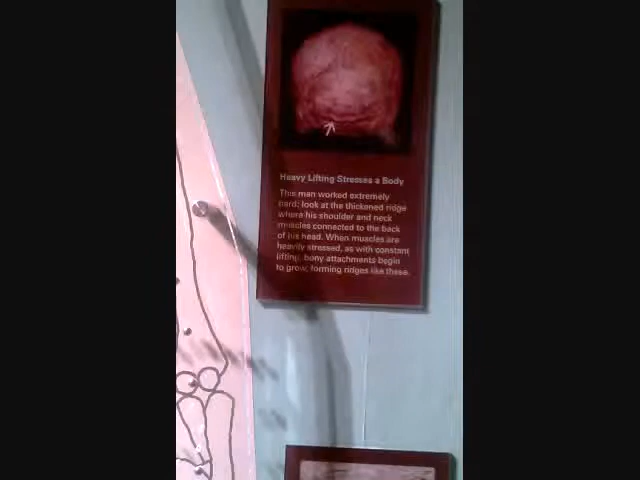 Heavy Lifting Stresses a Body
This man worked extremely
hard; look at the thickened ridge
where his shoulder and neck
muscles connected to the back
of his head. When muscles are
heavily stressed, as with constant
lifting, bony attachments begin
to grow, forming ridges like these.